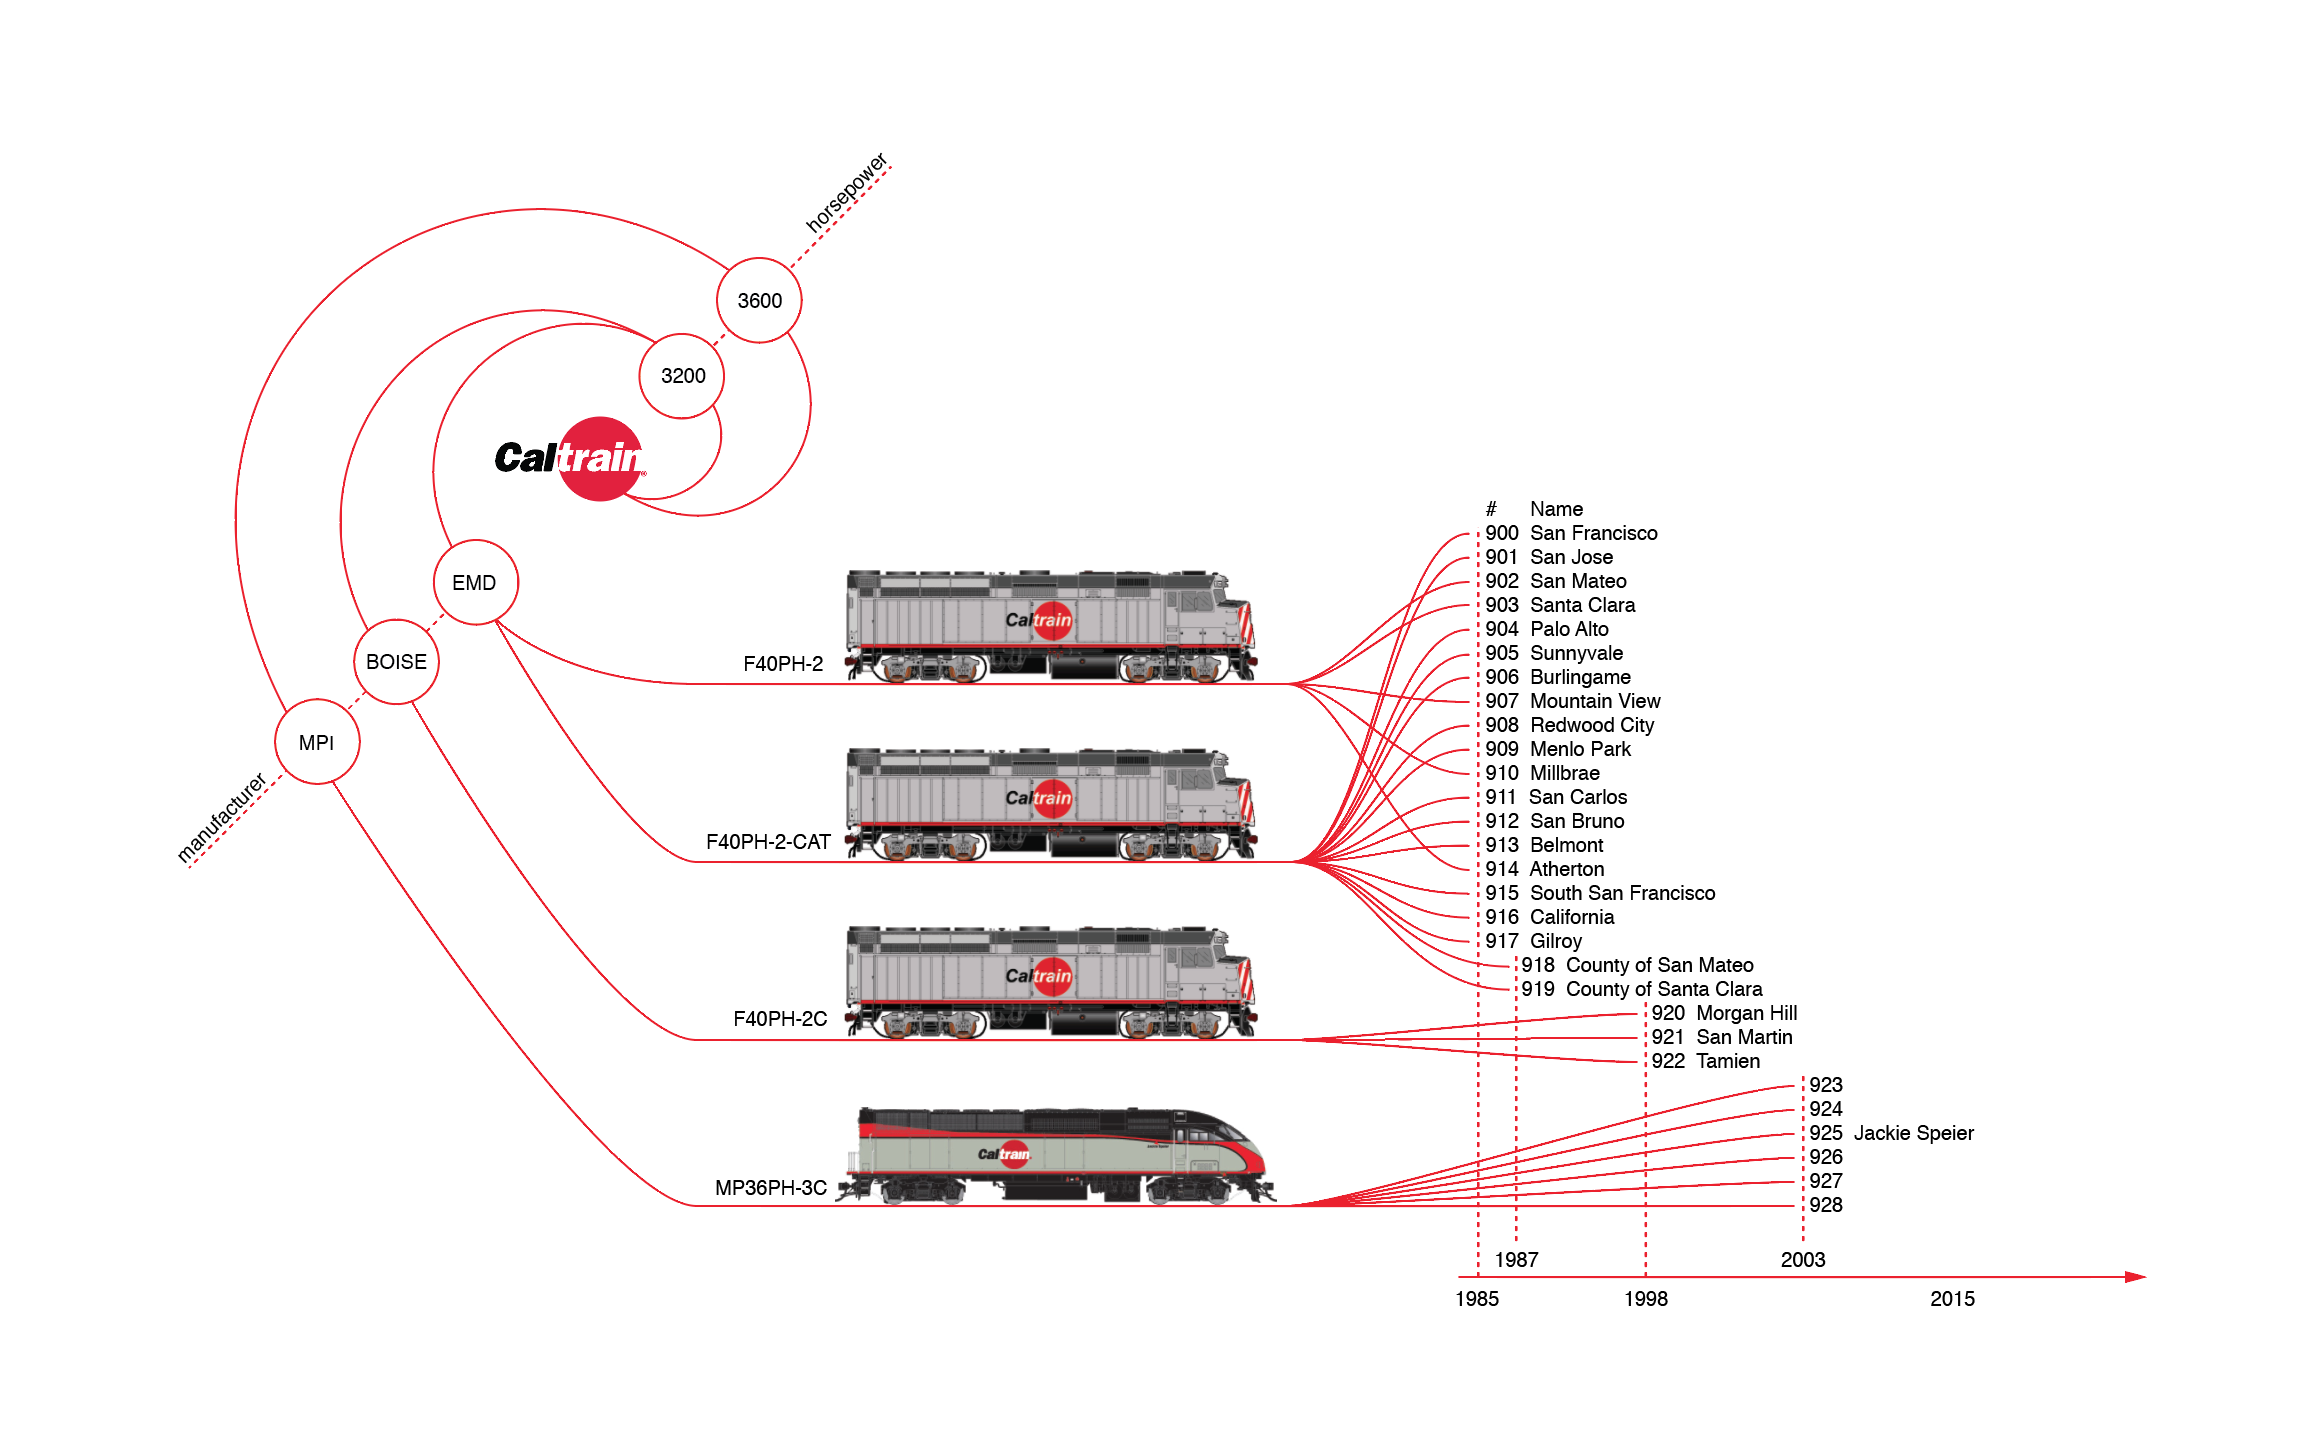 horsepower
3600
3200
Caltrain®
EMD
BOISE
MPI
manufacturer
F40PH-2
Caltrain
F40PH-2-CAT
Caltrain
F40PH-2C
Caltrain
MP36PH-3C
Caltrain
# Name
900 San Francisco
901 San Jose
902 San Mateo
903 Santa Clara
904 Palo Alto
905 Sunnyvale
906 Burlingame
907 Mountain View
908 Redwood City
909 Menlo Park
910 Millbrae
911 San Carlos
912 San Bruno
913 Belmont
914 Atherton
915 South San Francisco
916 California
917 Gilroy
918 County of San Mateo
919 County of Santa Clara
920 Morgan Hill
921 San Martin
922 Tamien
923
924
925 Jackie Speier
926
927
928
1987 2003
1985 1998 2015